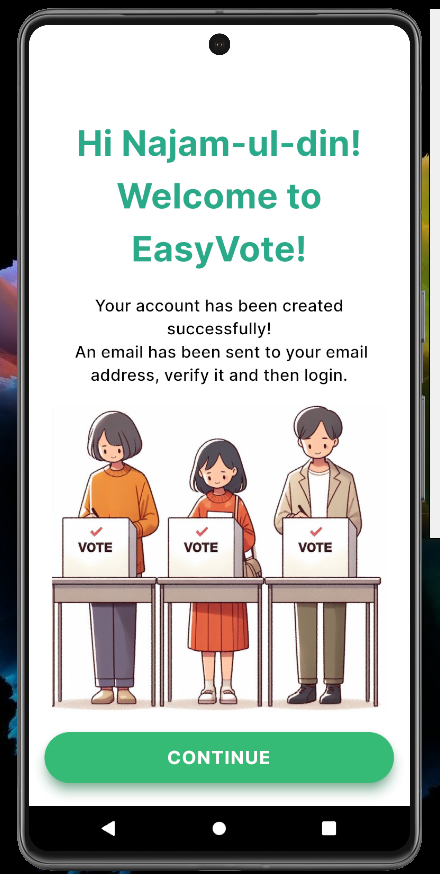 Hi Najam-ul-din!
Welcome to
EasyVote!
Your account has been created
successfully!
An email has been sent to your email
address, verify it and then login.
VOTE
VOTE
VOTE
CONTINUE